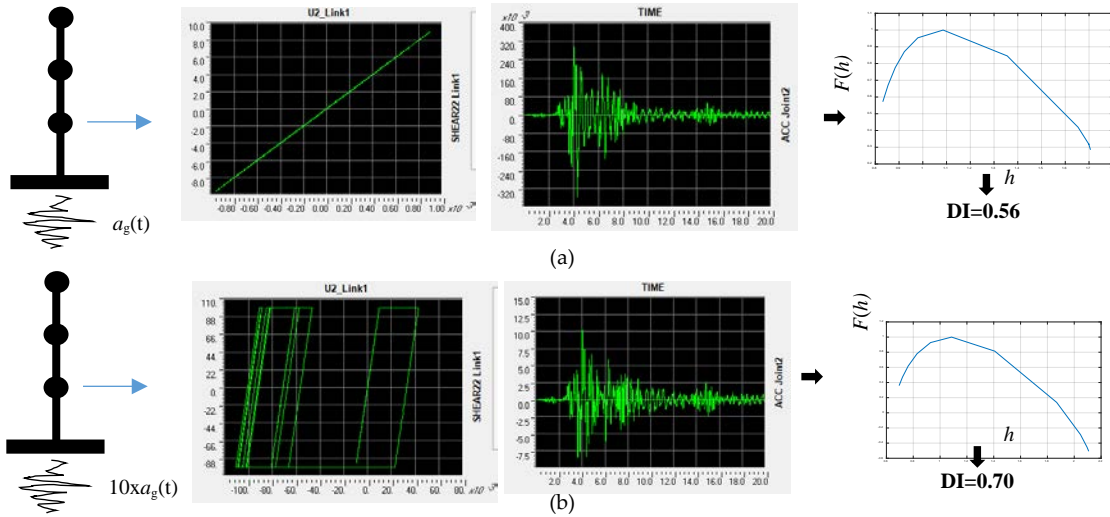 U2_Link1
10.0
8.0
6.0
4.0
2.0
0.0
-2.0
-4.0
-6.0
-8.0
-0.80 -0.60 -0.40 -0.20 0.00 0.20 0.40 0.60 0.80 1.00 x10 -3
SHEAR22 Link1
x10 -3
TIME
400.
320.
240.
160.
80.
0.
-80.
-160.
-240.
-320.
2.0 4.0 6.0 8.0 10.0 12.0 14.0 16.0 18.0 20.0
ACC Joint2
F(h)
h
DI=0.56
ag(t)
(a)
U2_Link1
110.
88.
66.
44.
22.
0.
-22.
-44.
-66.
-88.
-100. -80. -60. -40. -20. 0. 20. 40. 60. 80. x10 -3
SHEAR22 Link1
TIME
15.0
12.5
10.0
7.5
5.0
2.5
0.0
-2.5
-5.0
-7.5
2.0 4.0 6.0 8.0 10.0 12.0 14.0 16.0 18.0 20.0
ACC Joint2
F(h)
h
DI=0.70
10xag(t)
(b)